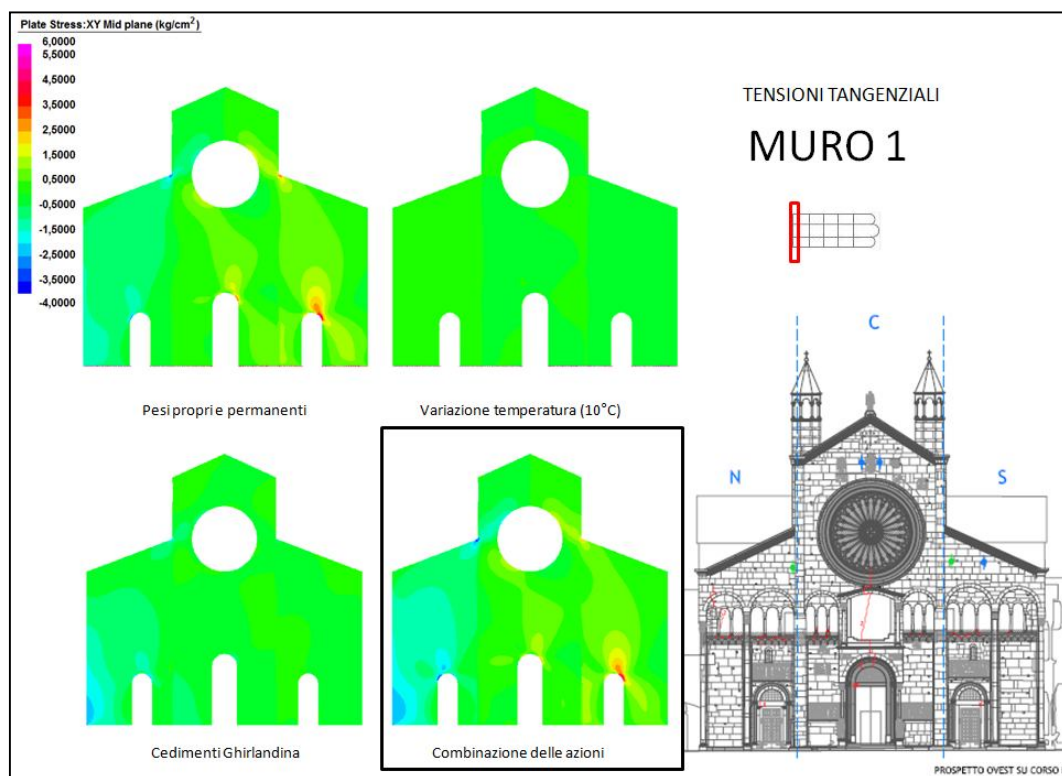 Plate Stress:XY Mid plane (kg/cm²)
6,0000
5,5000
4,5000
3,5000
2,5000
1,5000
0,5000
-0,5000
-1,5000
-2,5000
-3,5000
-4,0000
TENSIONI TANGENZIALI
MURO 1
Pesi propri e permanenti
Variazione temperatura (10°C)
C
N
S
Cedimenti Ghirlandina
Combinazione delle azioni
PROSPETTO OVEST SU CORSO